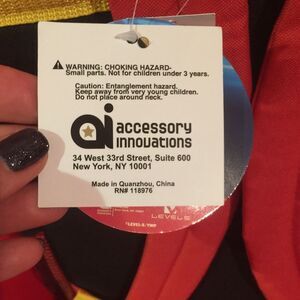 WARNING: CHOKING HAZARD-
Small parts. Not for children under 3 years.
Caution: Entanglement hazard.
Keep away from very young children.
Do not place around neck.
ai accessory
innovations
34 West 33rd Street, Suite 600
New York, NY 10001
Made in Quanzhou, China
RN# 118976
LEVELS